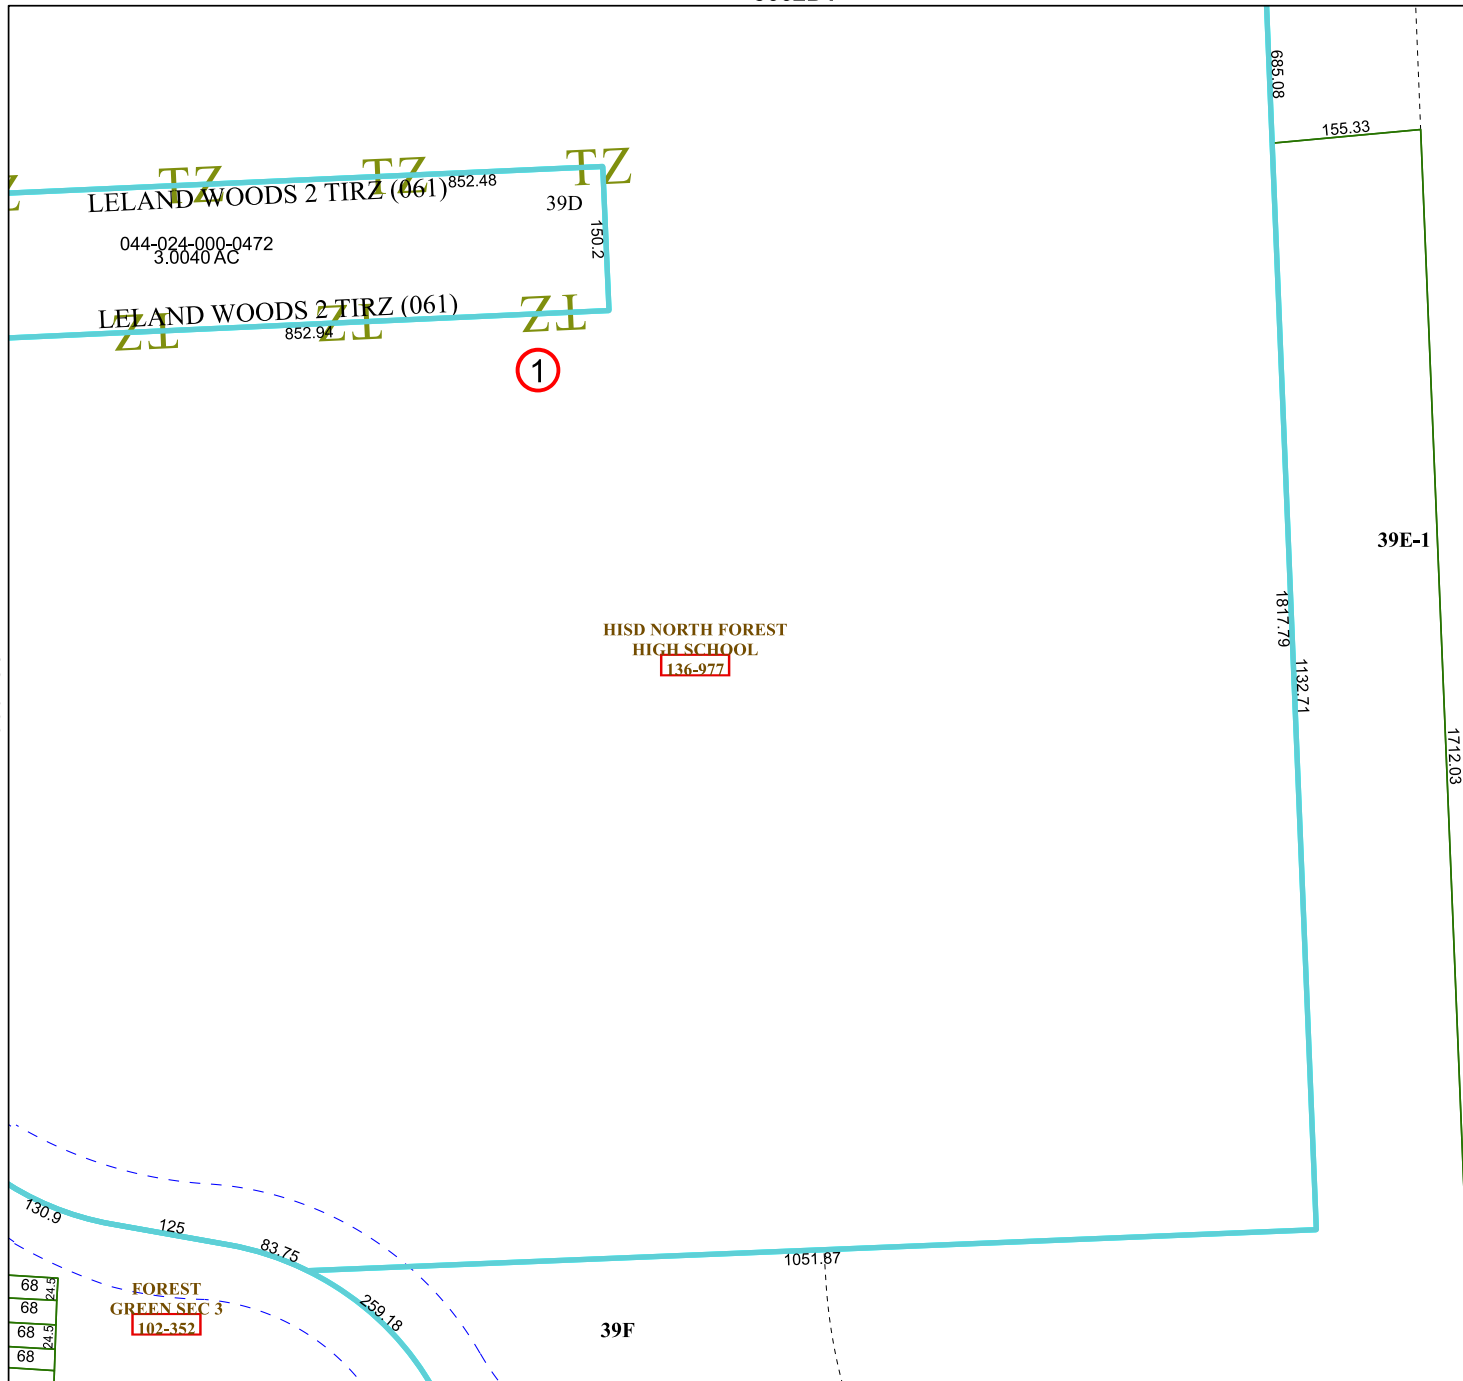 685.08
155.33
TZ
TZ
TZ
LELAND WOODS 2 TIRZ (061)
852.48
39D
150.2
044-024-000-0472
3.0040 AC
LELAND WOODS 2 TIRZ (061)
TZ
TZ
TZ
852.94
1
39E-1
HISD NORTH FOREST
HIGH SCHOOL
136-977
1817.79
1132.71
1712.03
130.9
125
83.75
1051.87
259.18
68
24.5
68
68
24.5
68
FOREST
GREEN SEC 3
102-352
39F